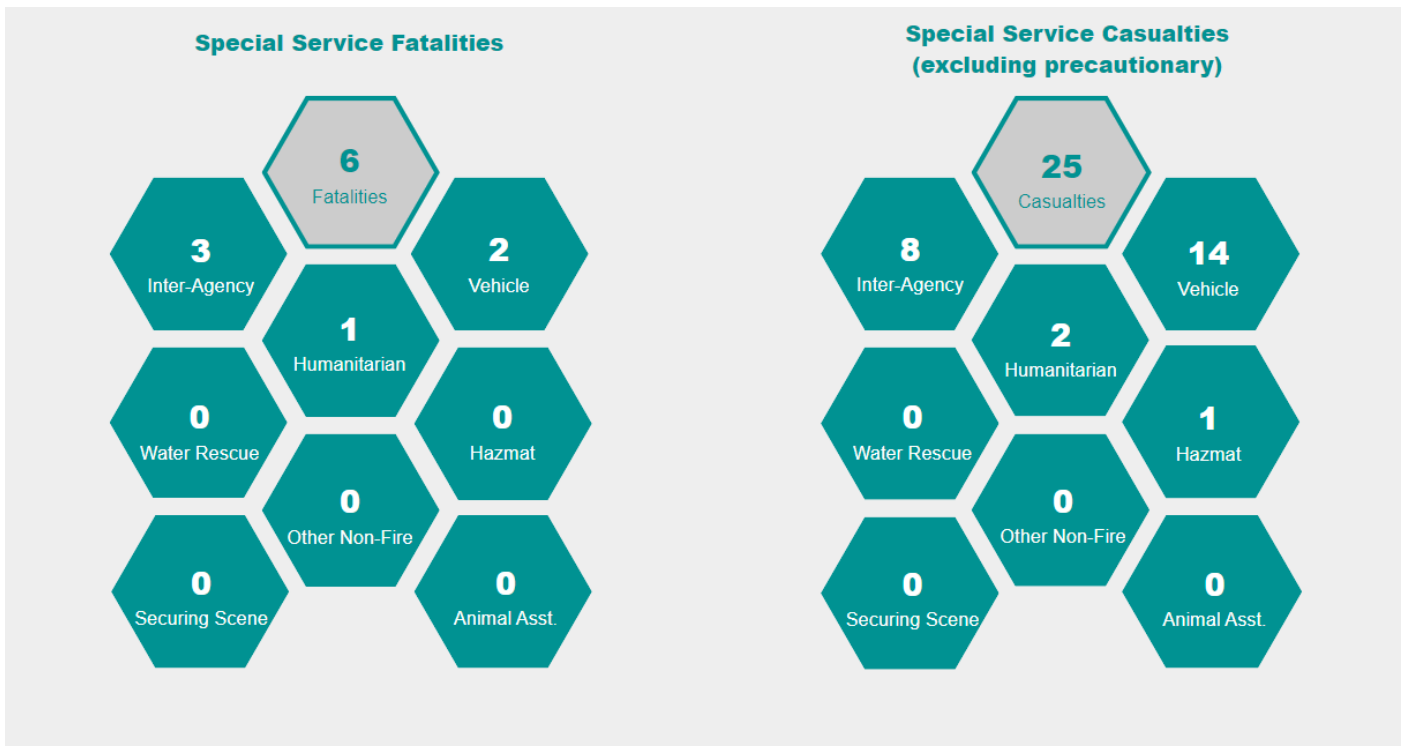 Special Service Fatalities
6
Fatalities
3
Inter-Agency
2
Vehicle
1
Humanitarian
0
Water Rescue
0
Hazmat
0
Other Non-Fire
0
Securing Scene
0
Animal Asst.
Special Service Casualties
(excluding precautionary)
25
Casualties
8
Inter-Agency
14
Vehicle
2
Humanitarian
0
Water Rescue
1
Hazmat
0
Other Non-Fire
0
Securing Scene
0
Animal Asst.